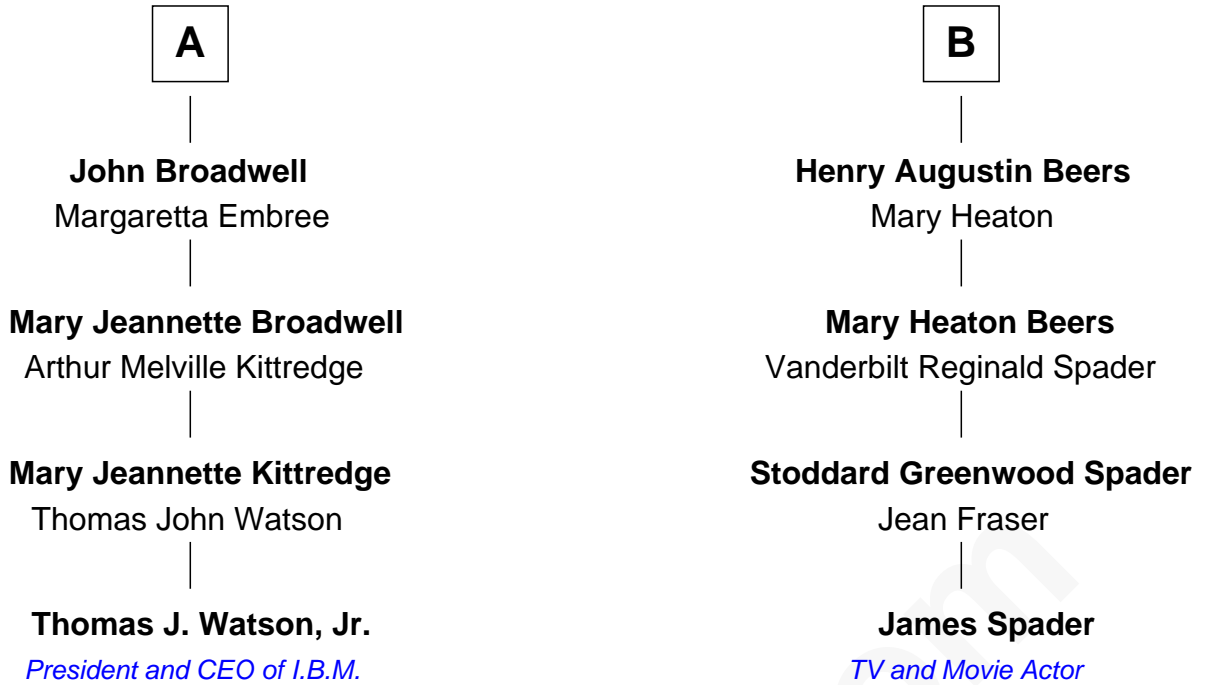 A
John Broadwell
Margaretta Embree
Mary Jeannette Broadwell
Arthur Melville Kittredge
Mary Jeannette Kittredge
Thomas John Watson
Thomas J. Watson, Jr.
President and CEO of I.B.M.
B
Henry Augustin Beers
Mary Heaton
Mary Heaton Beers
Vanderbilt Reginald Spader
Stoddard Greenwood Spader
Jean Fraser
James Spader
TV and Movie Actor